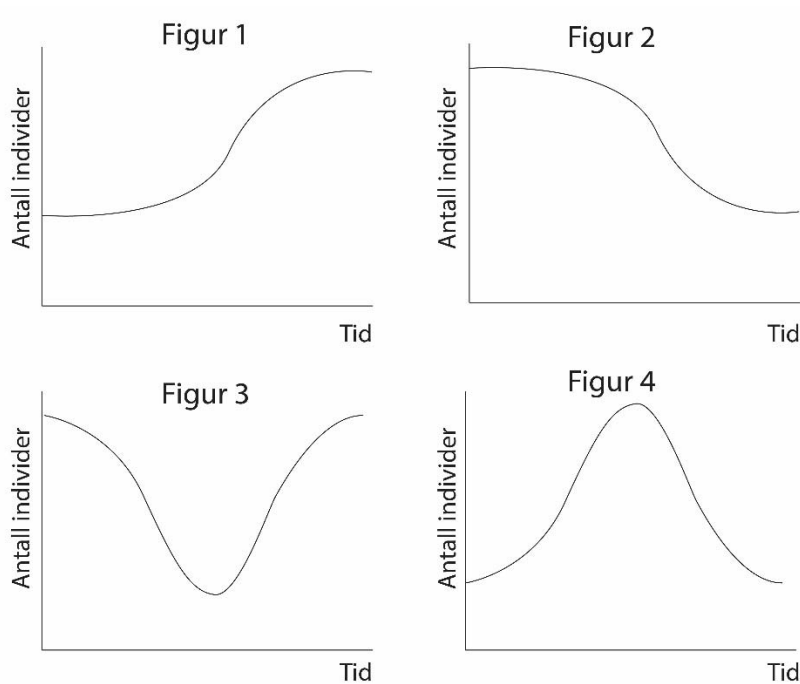 Figur 1
Antall individer
Tid
Figur 2
Antall individer
Tid
Figur 3
Antall individer
Tid
Figur 4
Antall individer
Tid